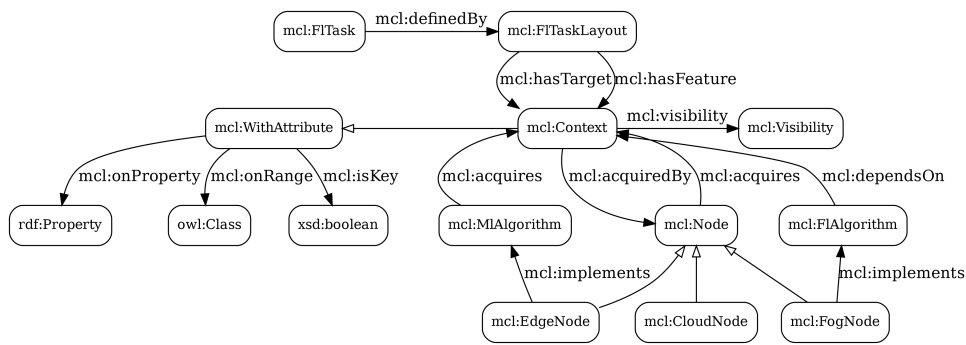 mcl:definedBy
mcl:FlTask
mcl:FlTaskLayout
mcl:hasTarget
mcl:hasFeature
mcl:visibility
mcl:WithAttribute
mcl:Context
mcl:Visibility
mcl:onProperty
mcl:onRange
mcl:isKey
mcl:acquires
mcl:acquiredBy
mcl:acquires
mcl:dependsOn
rdf:Property
owl:Class
xsd:boolean
mcl:MlAlgorithm
mcl:Node
mcl:FlAlgorithm
mcl:implements
mcl:implements
mcl:EdgeNode
mcl:CloudNode
mcl:FogNode